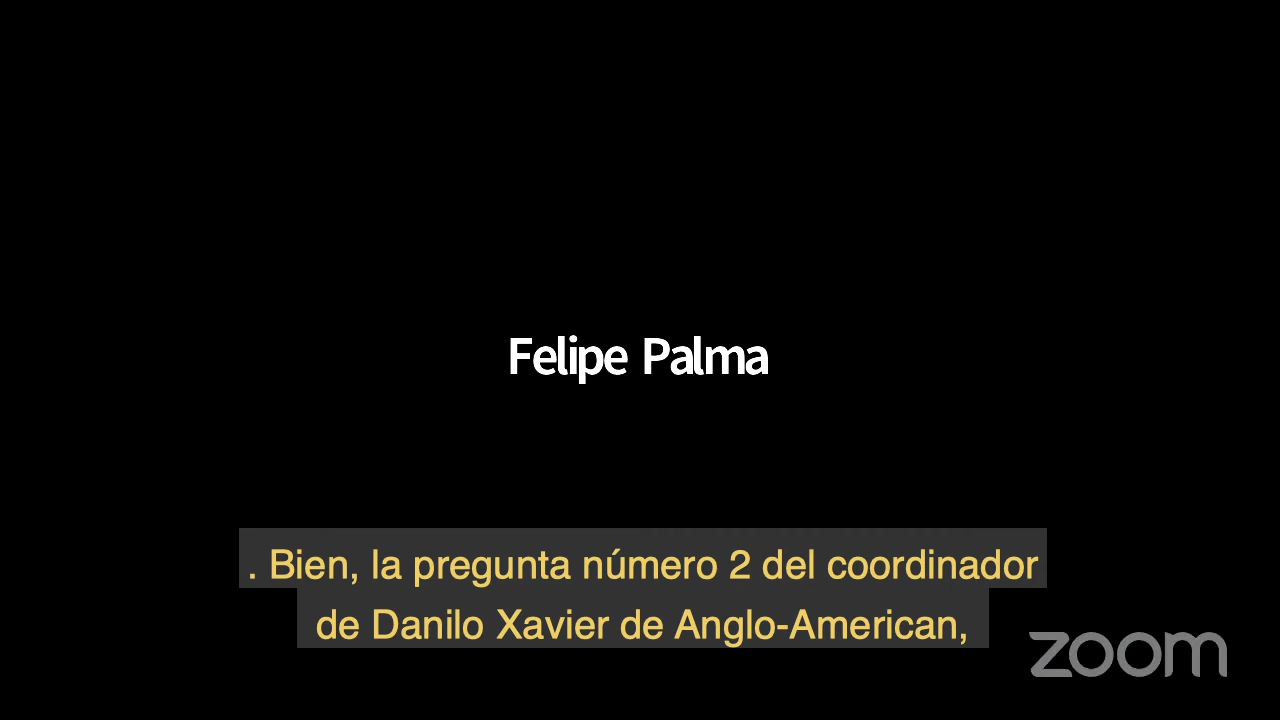 Felipe Palma
. Bien, la pregunta número 2 del coordinador
de Danilo Xavier de Anglo-American,
zoom